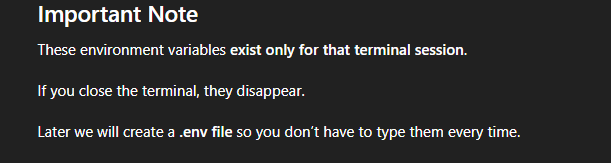 Important Note
These environment variables exist only for that terminal session.
If you close the terminal, they disappear.
Later we will create a .env file so you don’t have to type them every time.